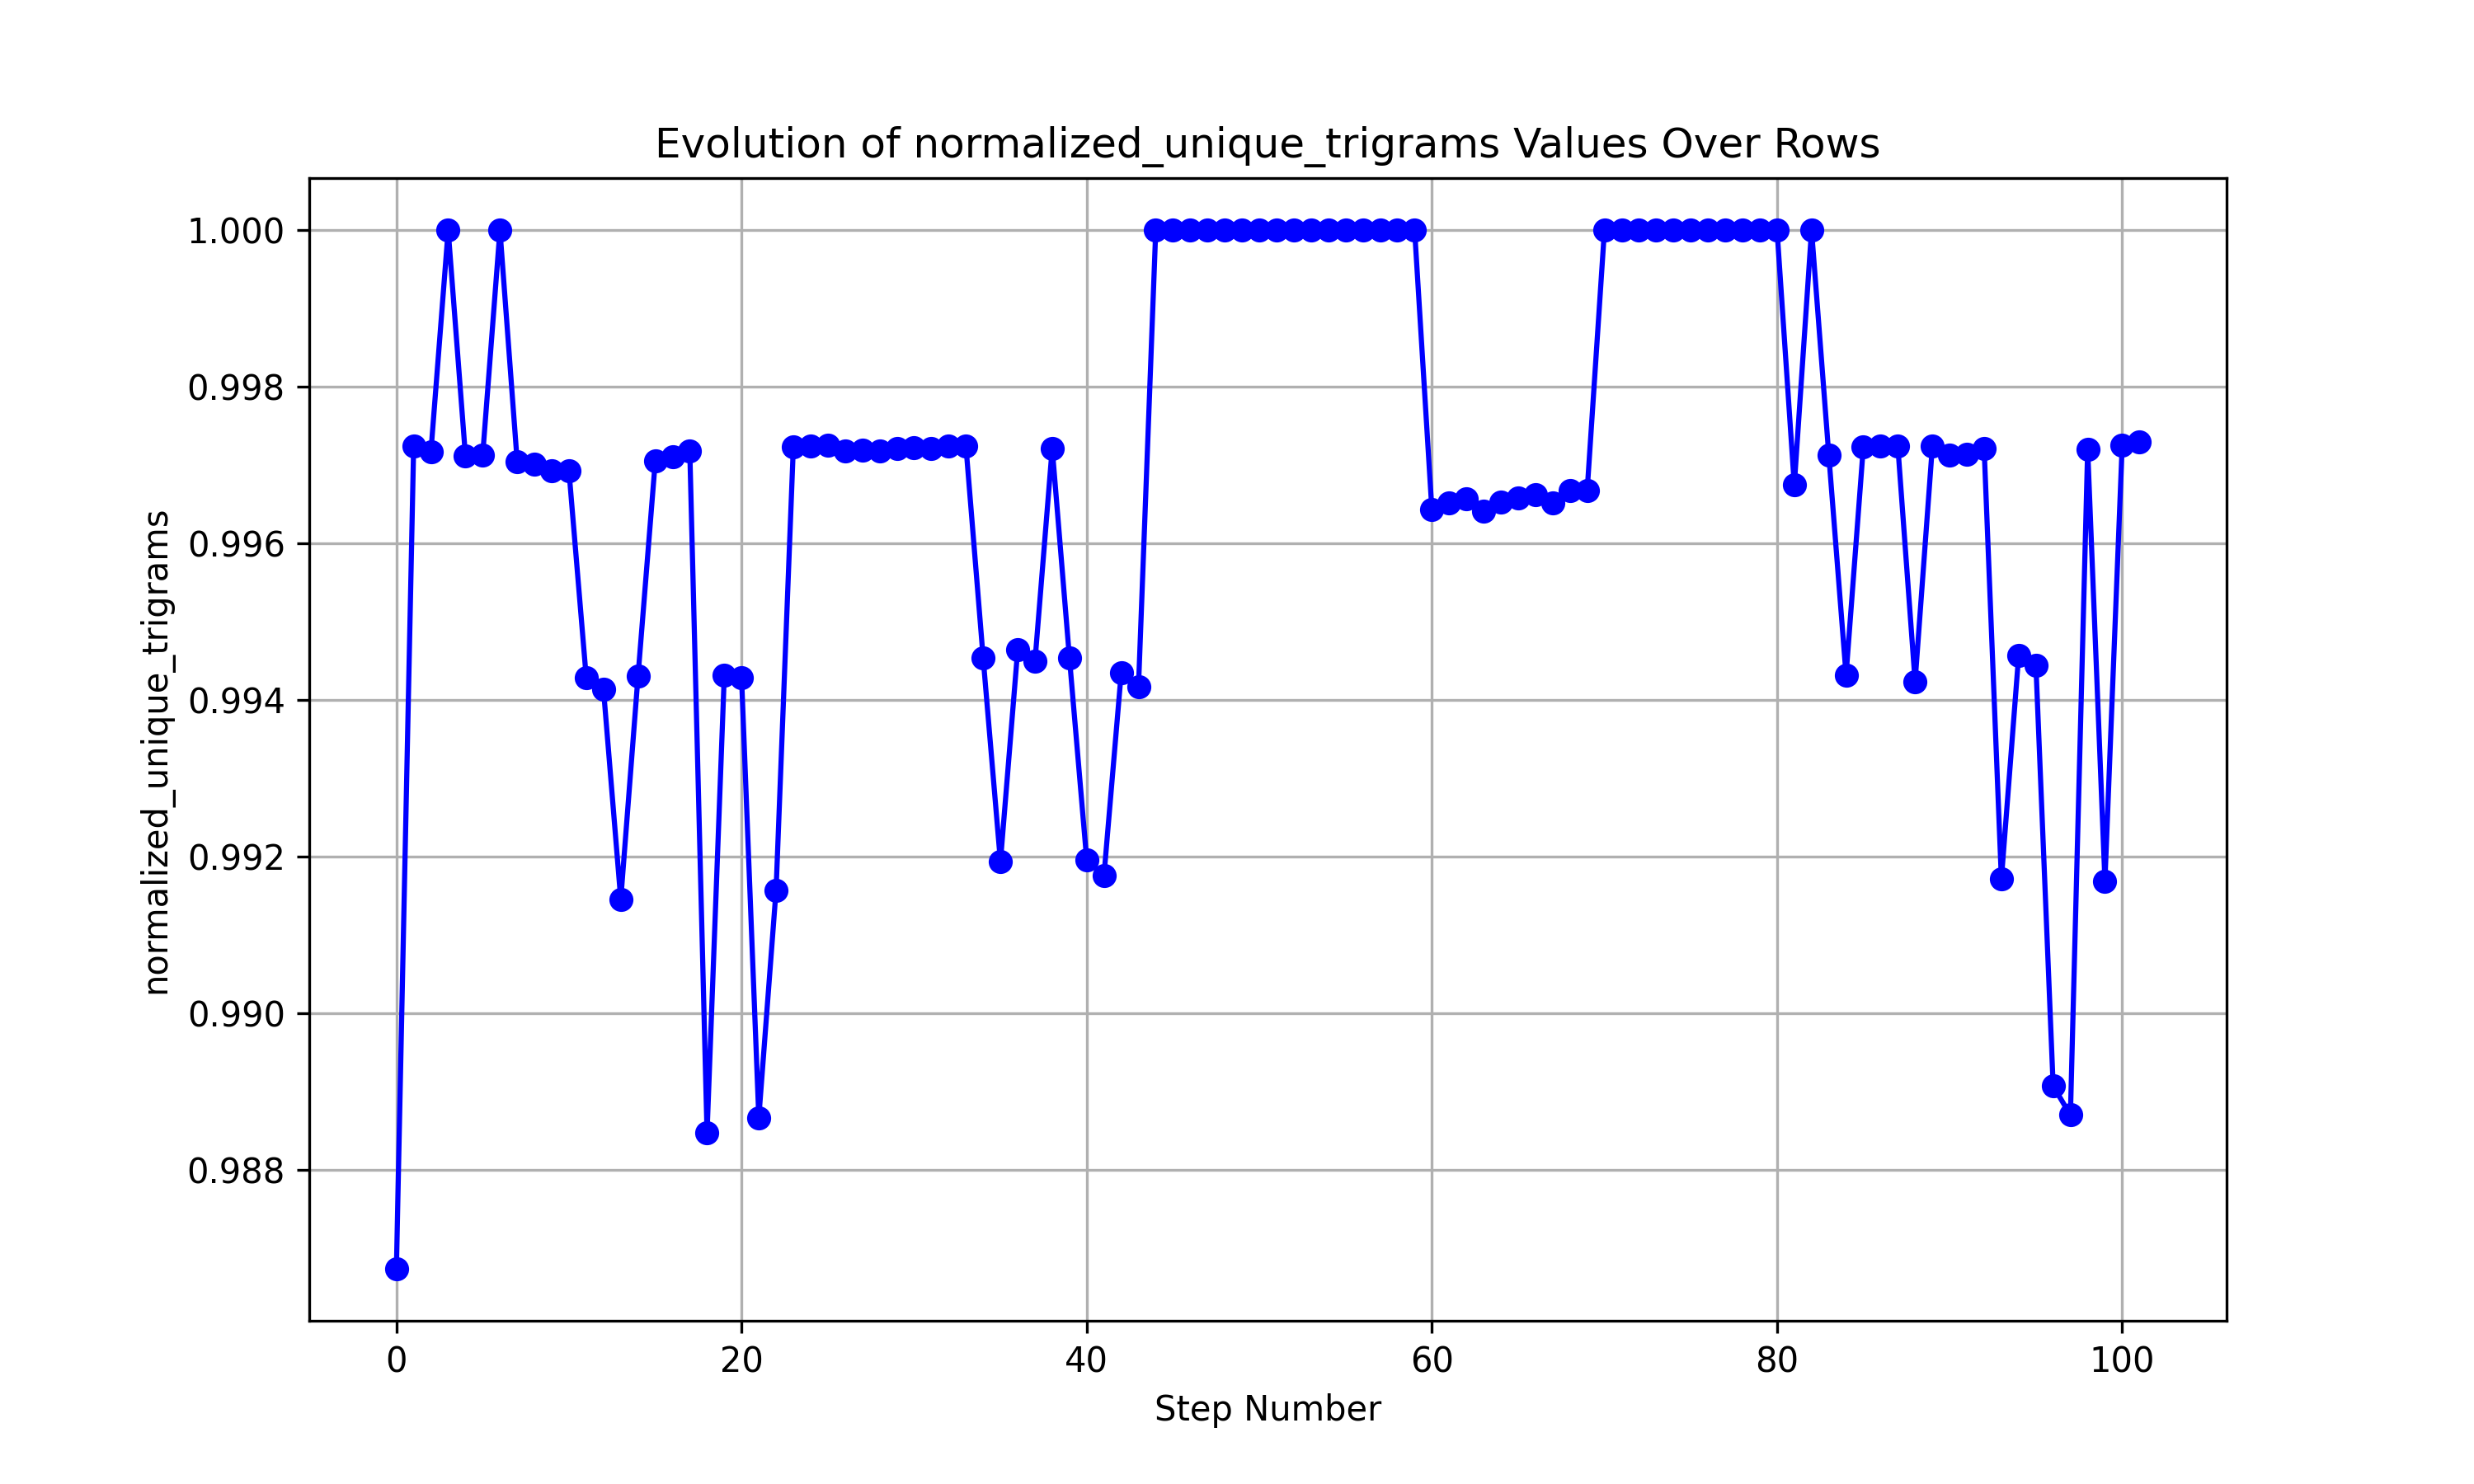 Evolution of normalized_unique_trigrams Values Over Rows
1.000
0.998
0.996
0.994
0.992
0.990
0.988
normalized_unique_trigrams
0 20 40 60 80 100
Step Number